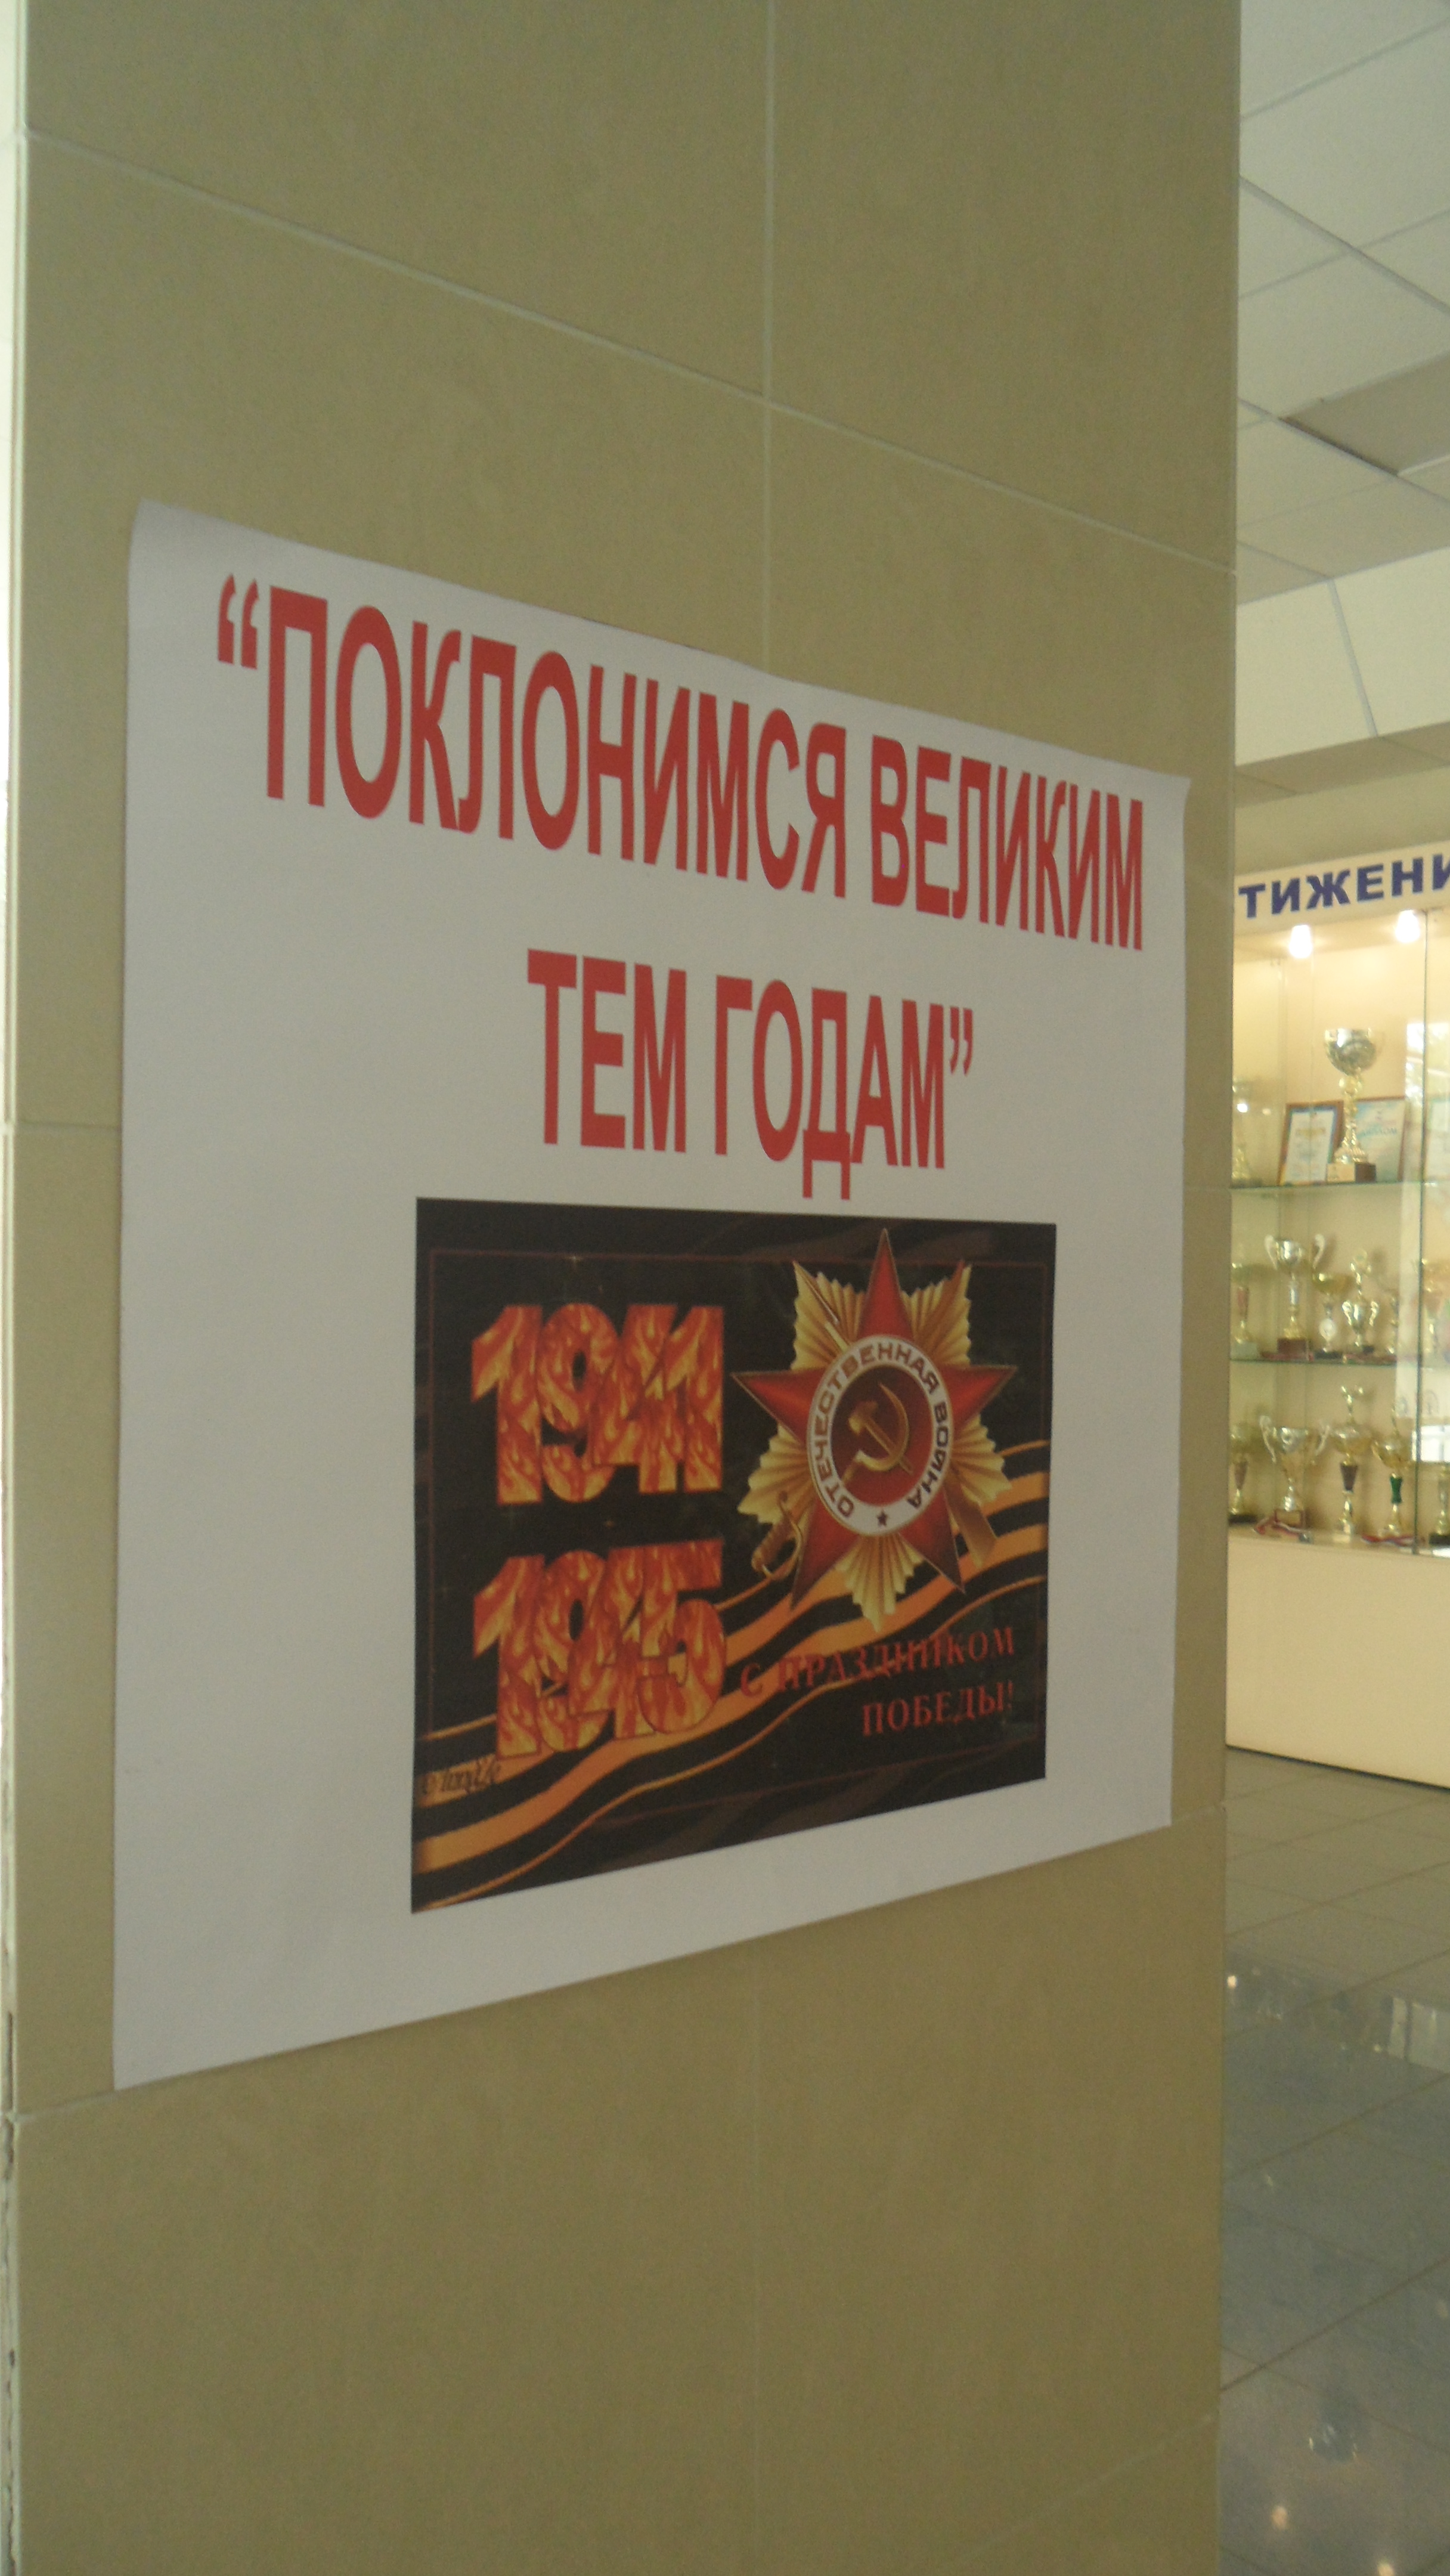 “ПОКЛОНИМСЯ ВЕЛИКИМ
ТЕМ ГОДАМ”
1941
1945
ОТЕЧЕСТВЕННАЯ ВОЙНА
С ПРАЗДНИКОМ
ПОБЕДЫ!
ТИЖЕНИ